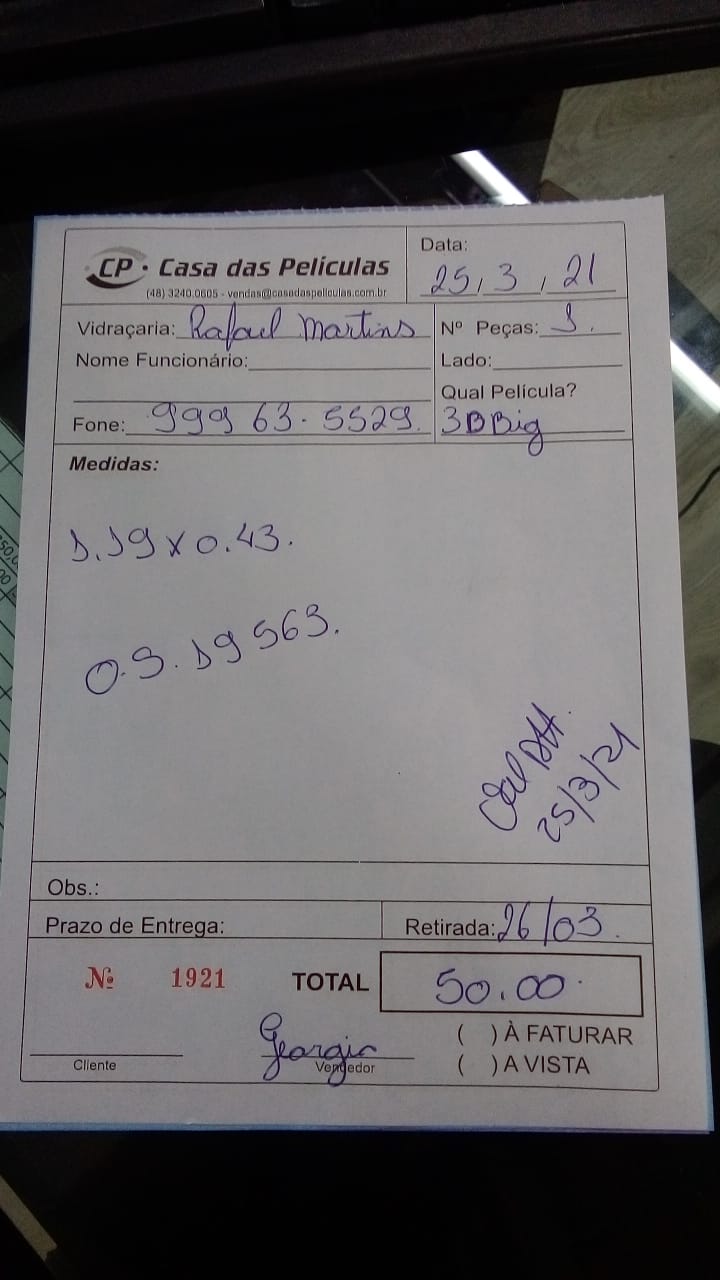 CP · Casa das Películas
(48) 3240.0605 - vendas@casadaspeliculas.com.br
Data:
25, 3, 21
Vidraçaria: Rafael Martins
Nº Peças: 1.
Nome Funcionário:
Lado:
Qual Película?
Fone: 999 63-5529.
3D Big
Medidas:
1.19 x 0.43.
O.S. 19563.
25/3/21
Obs.:
Prazo de Entrega:
Retirada: 26/03.
Nº 1921
TOTAL
50.00
Georgia
( ) À FATURAR
Cliente
Vendedor
( ) A VISTA